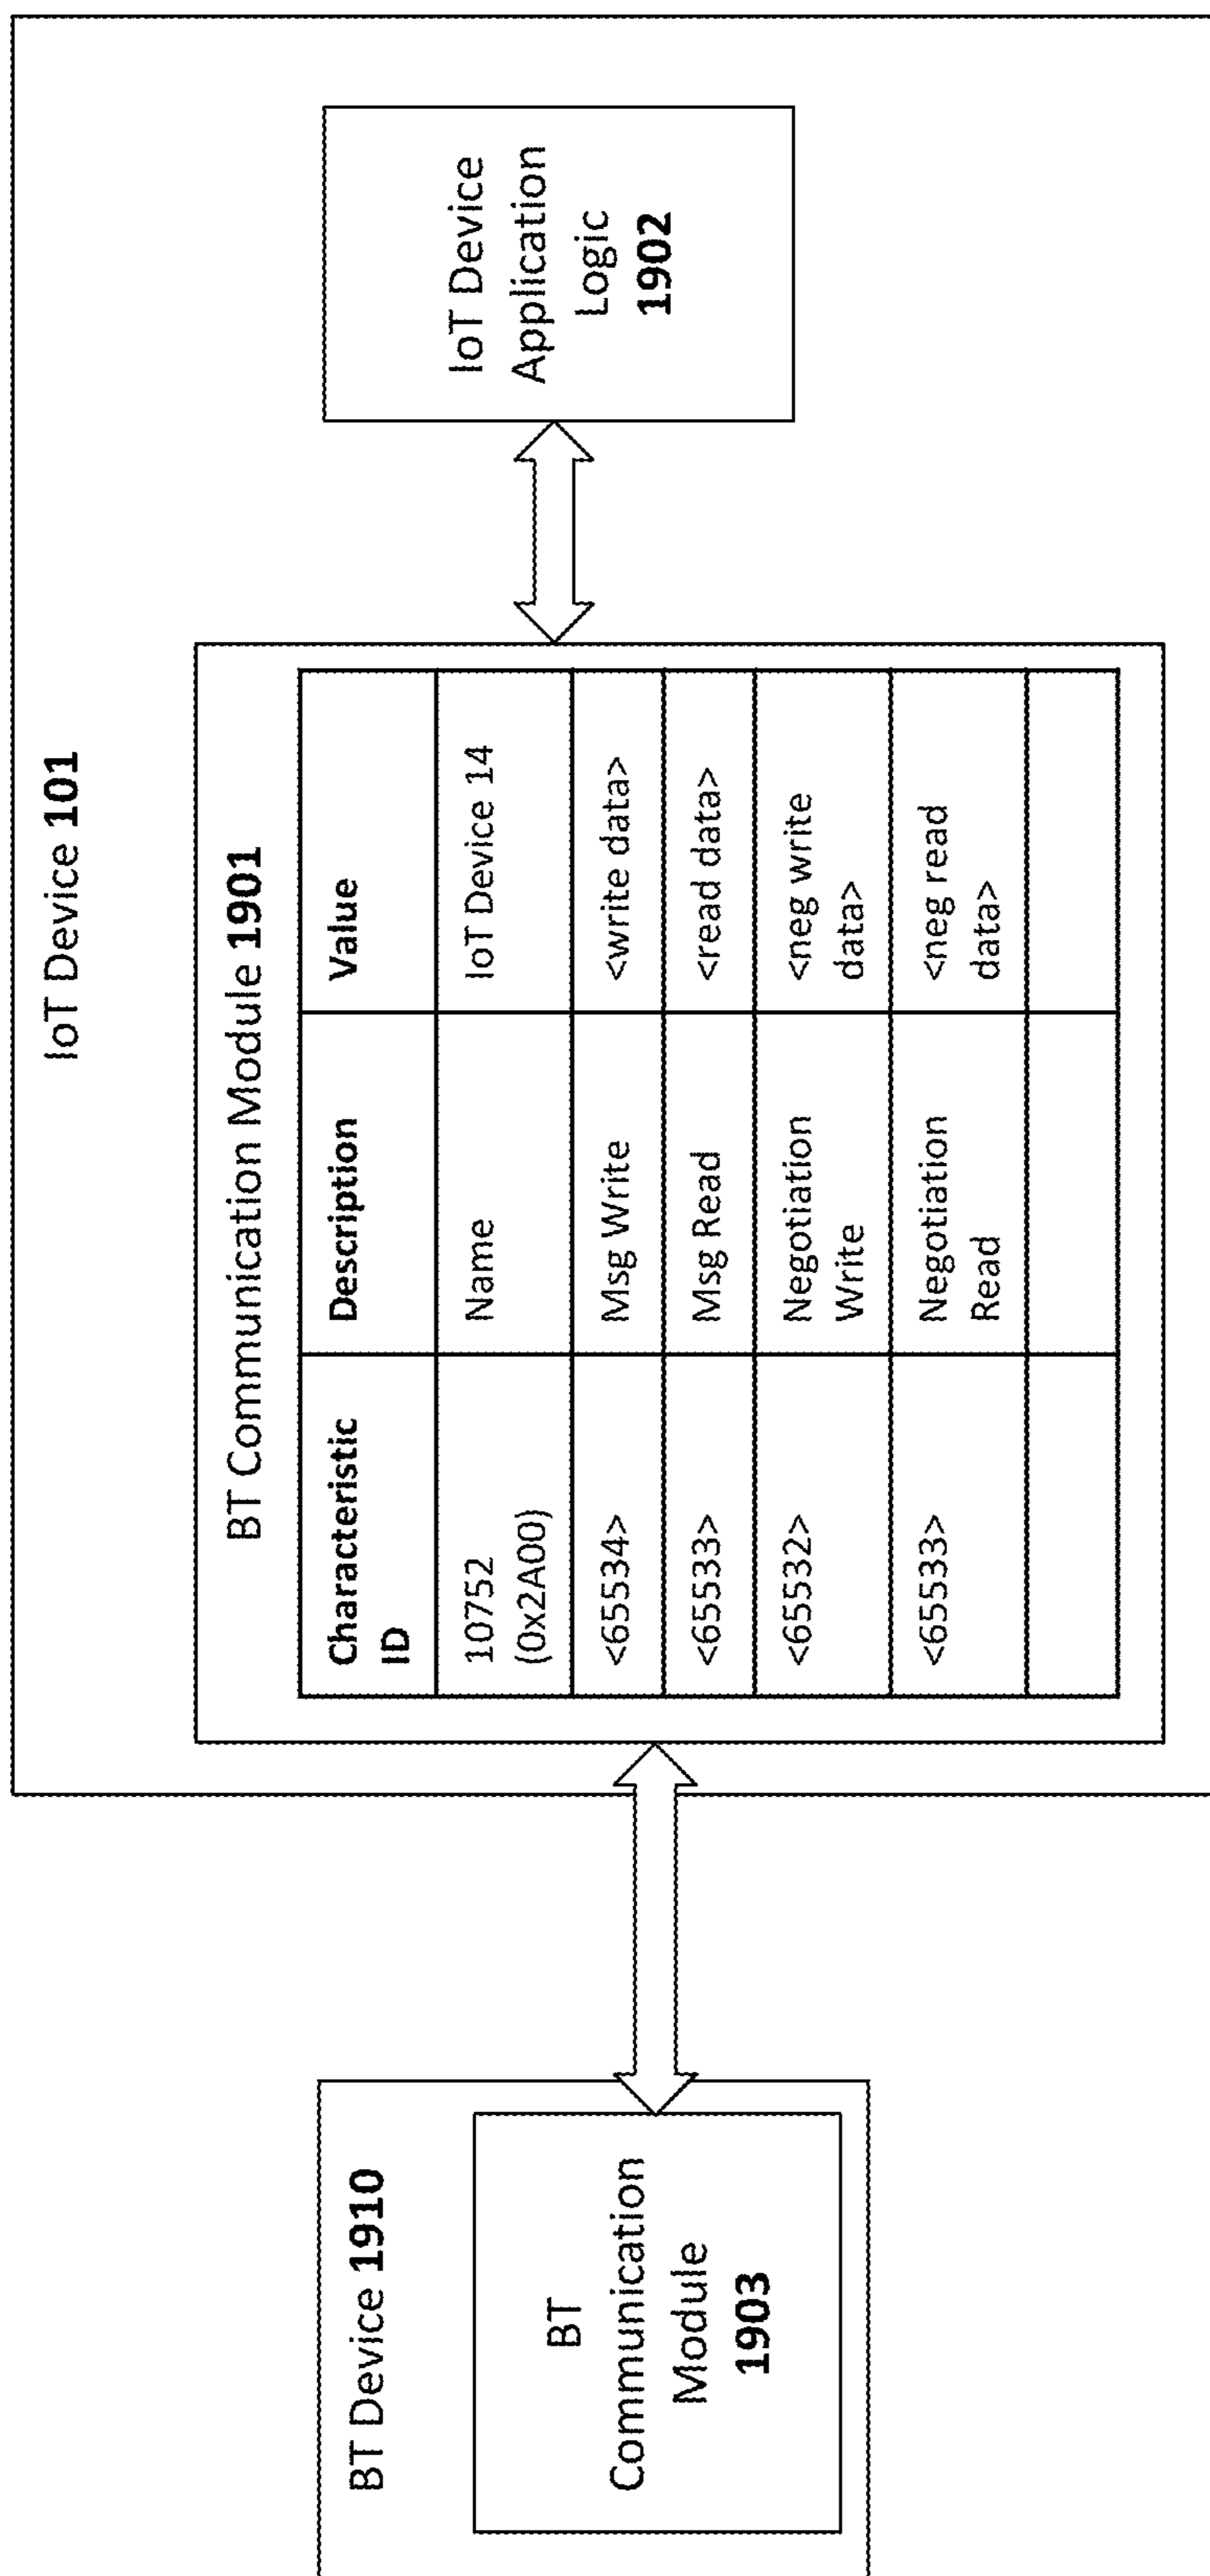 IoT Device 101
BT Device 1910
BT
Communication
Module
1903
BT Communication Module 1901
Characteristic
ID
Description
Value
10752
(0x2A00)
Name
IoT Device 14
<65534>
Msg Write
<write data>
<65533>
Msg Read
<read data>
<65532>
Negotiation
Write
<neg write
data>
<65533>
Negotiation
Read
<neg read
data>
IoT Device
Application
Logic
1902